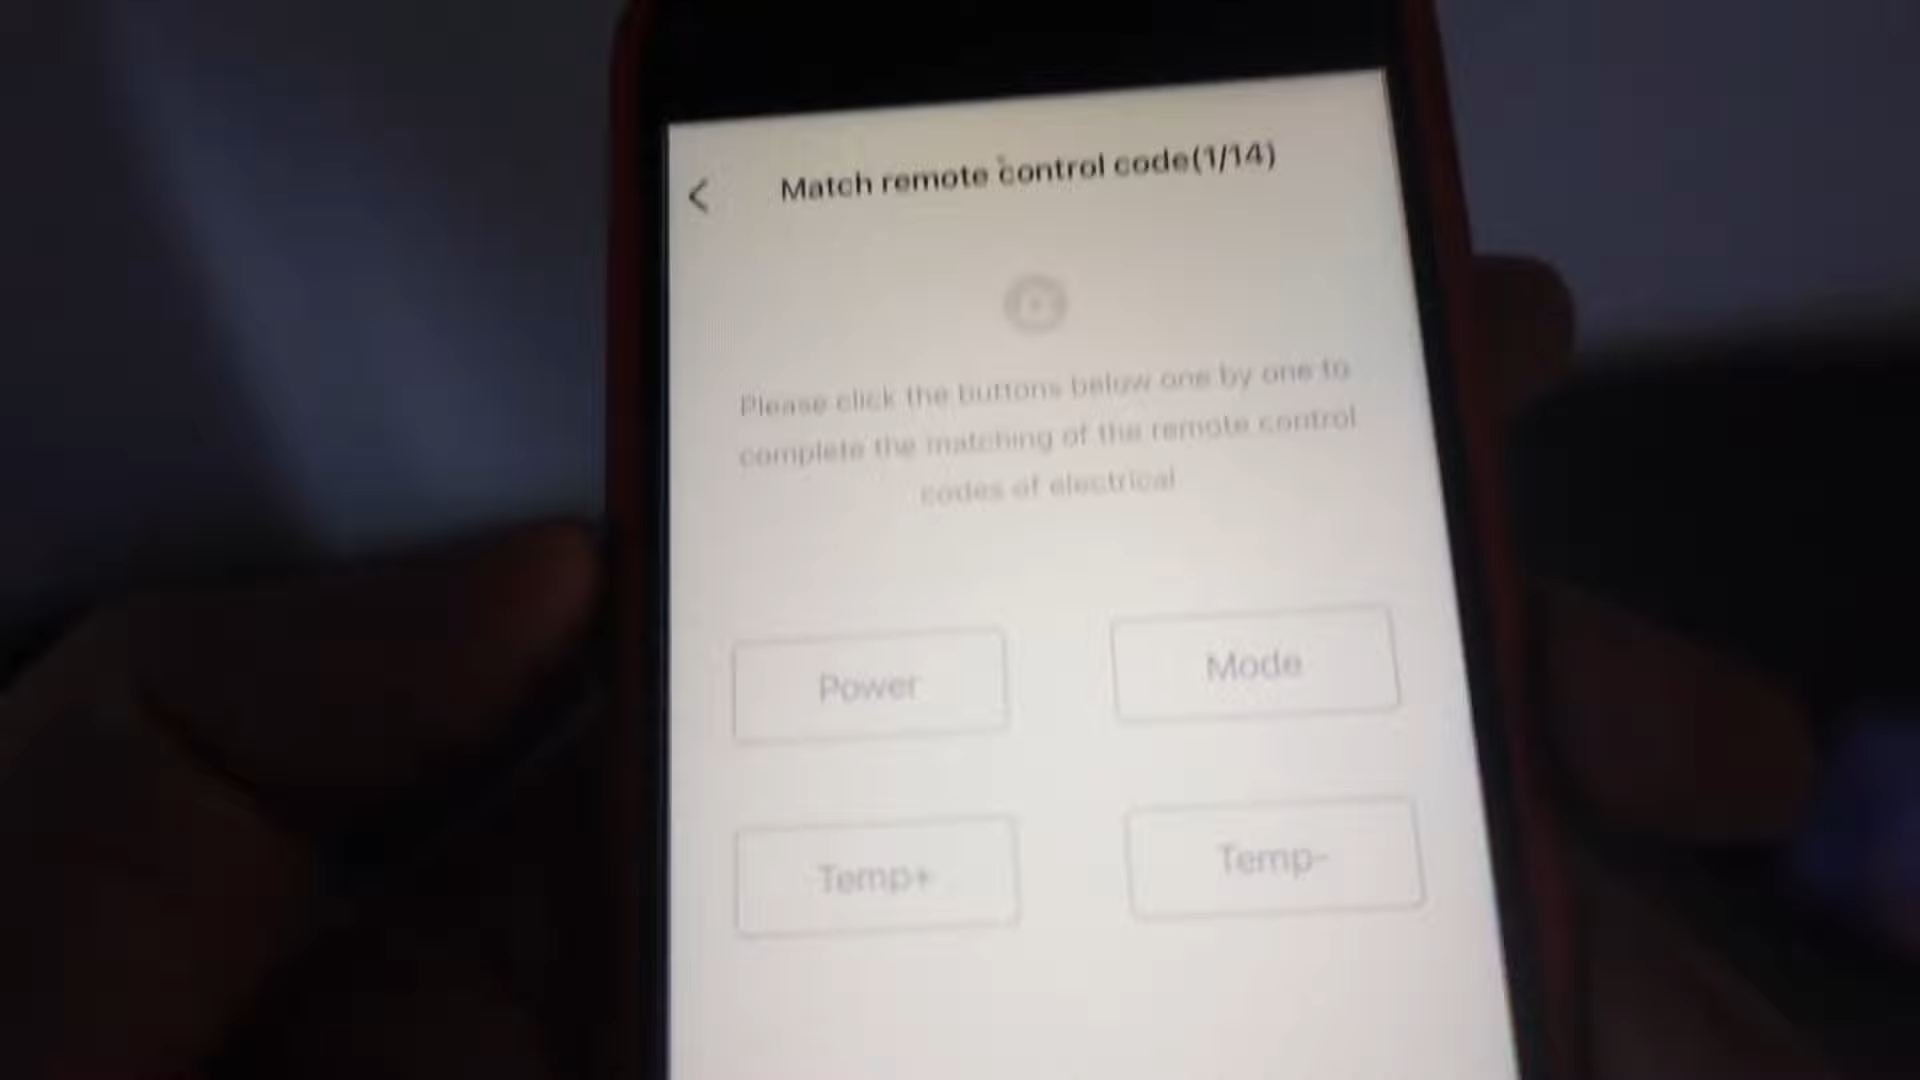 Match remote control code(1/14)
Please click the buttons below one by one to
complete the matching of the remote control
codes of electrical
Power
Mode
Temp+
Temp-